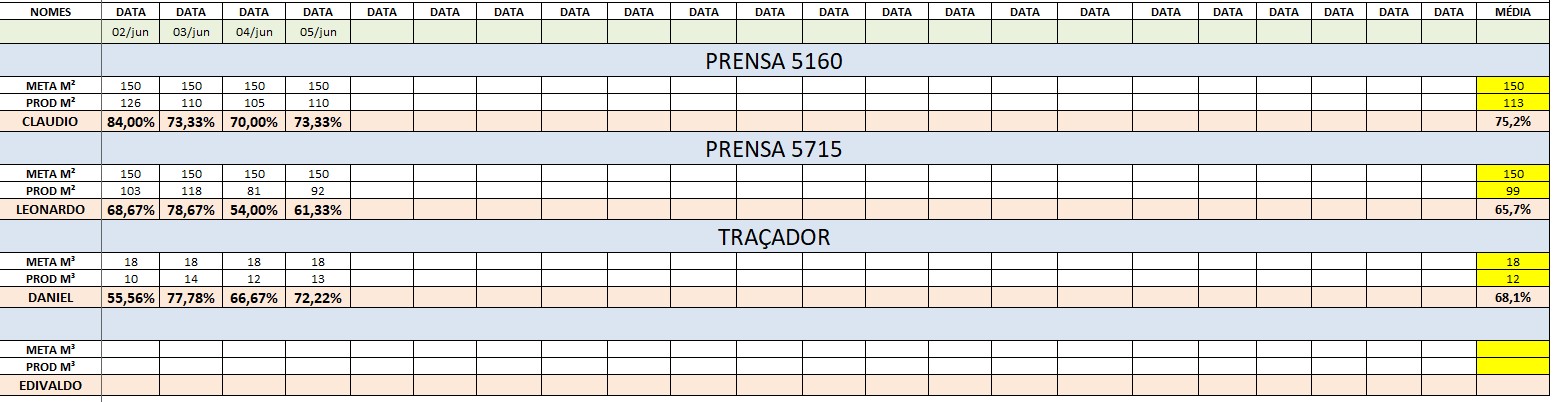 NOMES DATA DATA DATA DATA DATA DATA DATA DATA DATA DATA DATA DATA DATA DATA DATA DATA DATA DATA DATA DATA DATA DATA MÉDIA
02/jun 03/jun 04/jun 05/jun
PRENSA 5160
META M² 150 150 150 150 150
PROD M² 126 110 105 110 113
CLAUDIO 84,00% 73,33% 70,00% 73,33% 75,2%
PRENSA 5715
META M² 150 150 150 150 150
PROD M² 103 118 81 92 99
LEONARDO 68,67% 78,67% 54,00% 61,33% 65,7%
TRAÇADOR
META M³ 18 18 18 18 18
PROD M³ 10 14 12 13 12
DANIEL 55,56% 77,78% 66,67% 72,22% 68,1%
META M³
PROD M³
EDIVALDO